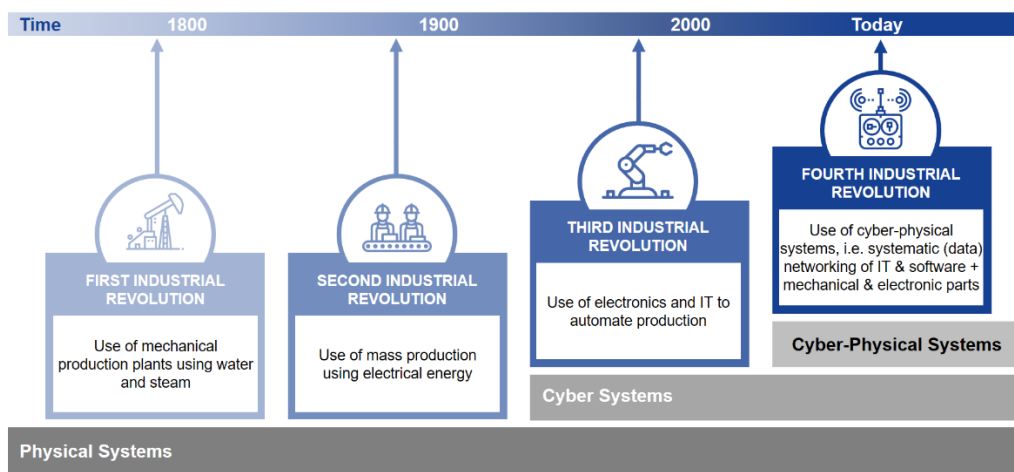 Time 1800 1900 2000 Today
FIRST INDUSTRIAL
REVOLUTION
Use of mechanical
production plants using water
and steam
SECOND INDUSTRIAL
REVOLUTION
Use of mass production
using electrical energy
THIRD INDUSTRIAL
REVOLUTION
Use of electronics and IT to
automate production
FOURTH INDUSTRIAL
REVOLUTION
Use of cyber-physical
systems, i.e. systematic (data)
networking of IT & software +
mechanical & electronic parts
Cyber-Physical Systems
Cyber Systems
Physical Systems